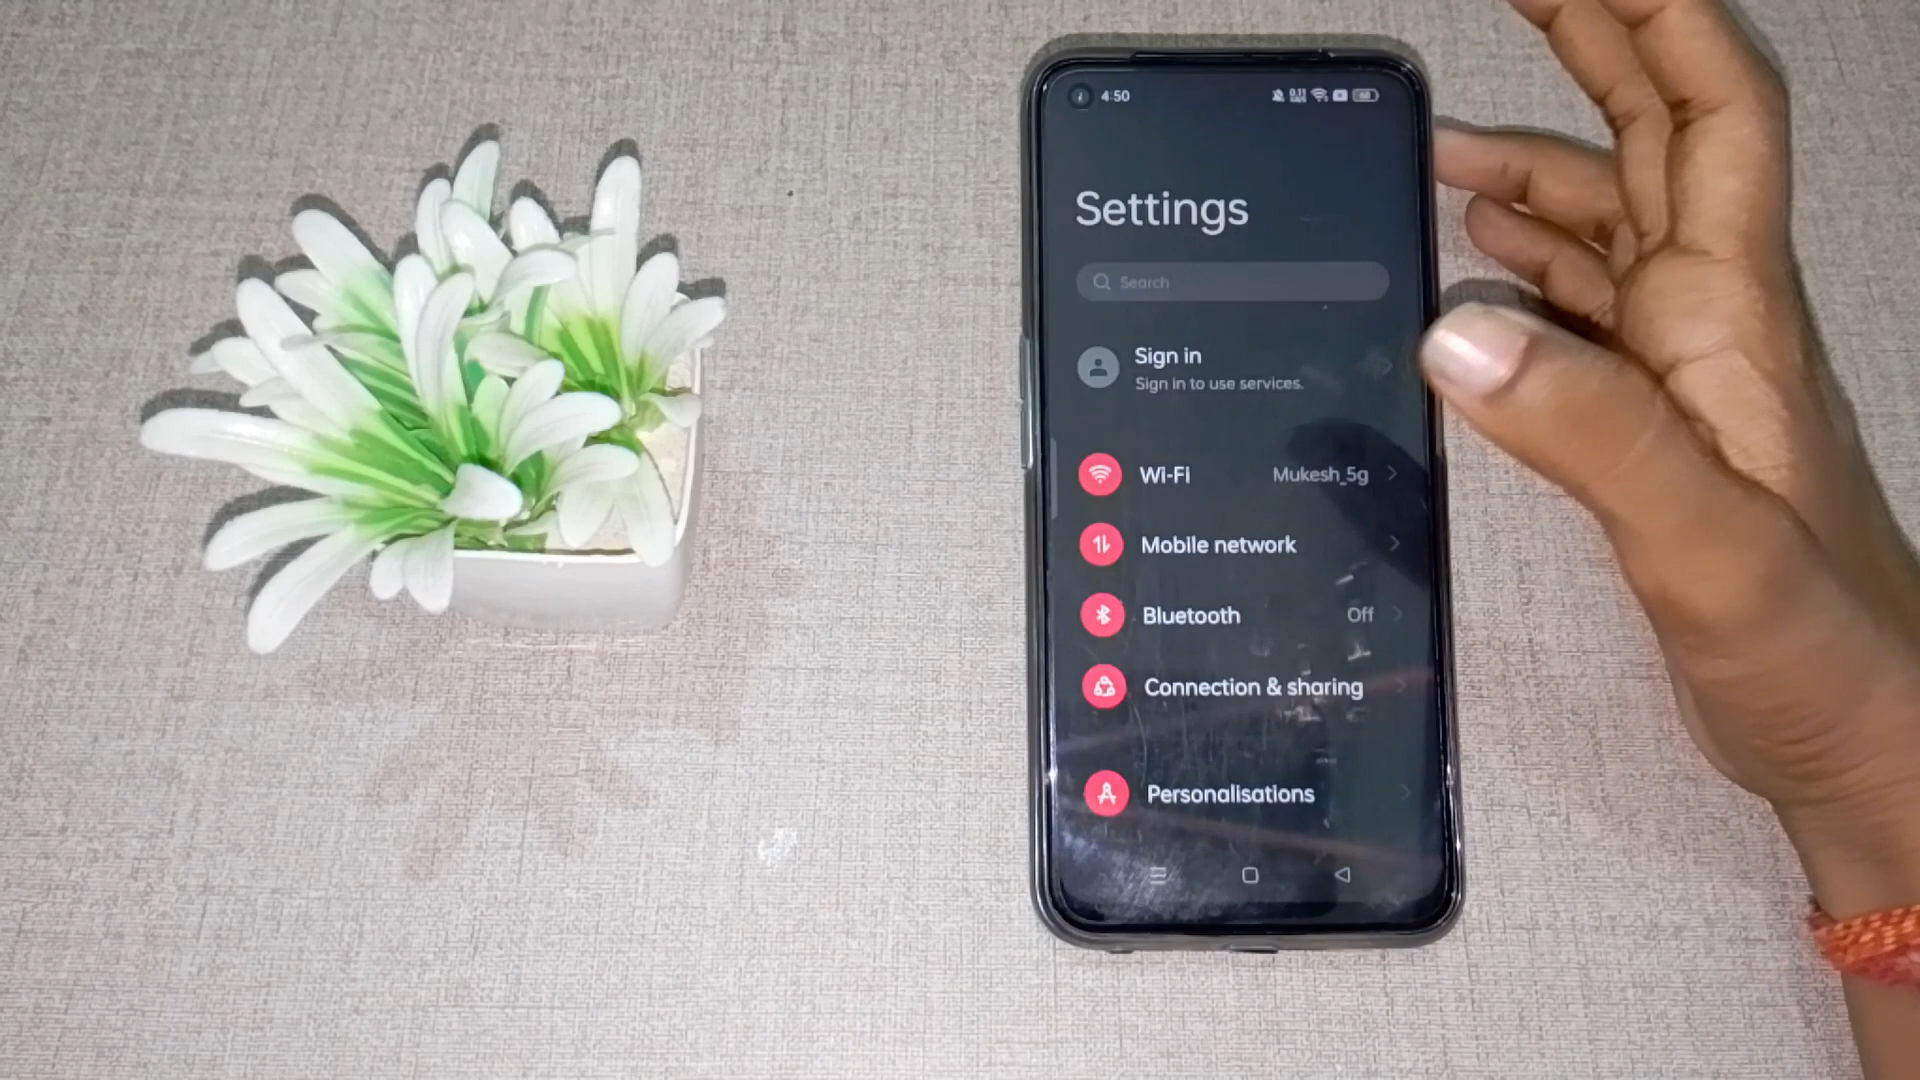 4:50
Settings
Search
Sign in
Sign in to use services.
Wi-Fi Mukesh_5g
Mobile network
Bluetooth Off
Connection & sharing
Personalisations